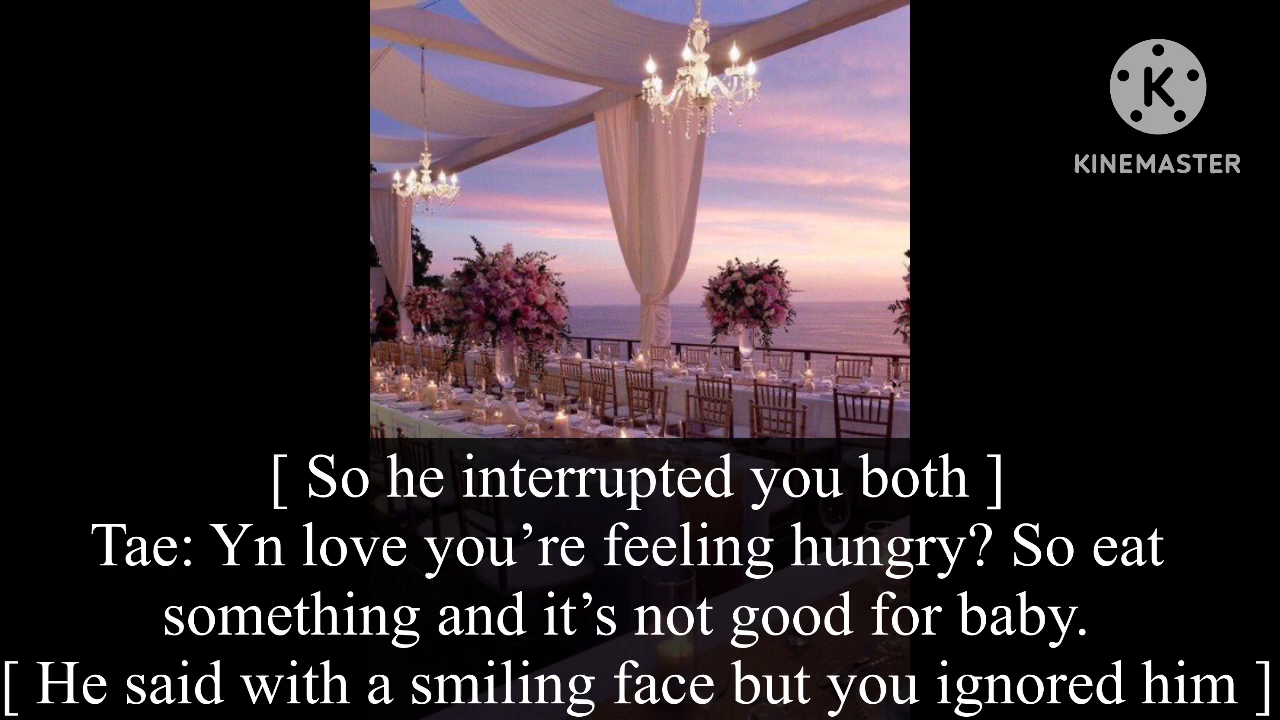 KINEMASTER
[ So he interrupted you both ]
Tae: Yn love you’re feeling hungry? So eat
something and it’s not good for baby.
[ He said with a smiling face but you ignored him ]